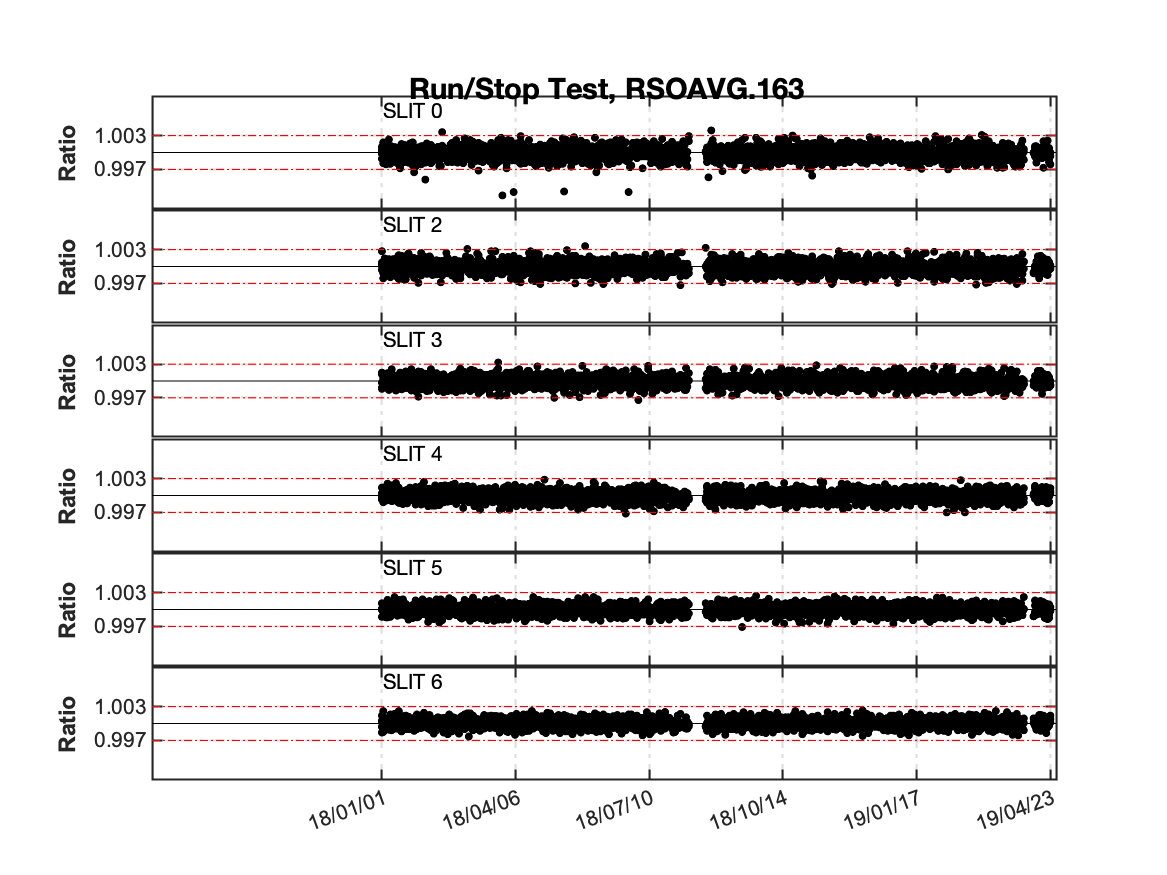 Run/Stop Test, RSOAVG.163
SLIT 0
Ratio
1.003
0.997
SLIT 2
Ratio
1.003
0.997
SLIT 3
Ratio
1.003
0.997
SLIT 4
Ratio
1.003
0.997
SLIT 5
Ratio
1.003
0.997
SLIT 6
Ratio
1.003
0.997
18/01/01 18/04/06 18/07/10 18/10/14 19/01/17 19/04/23